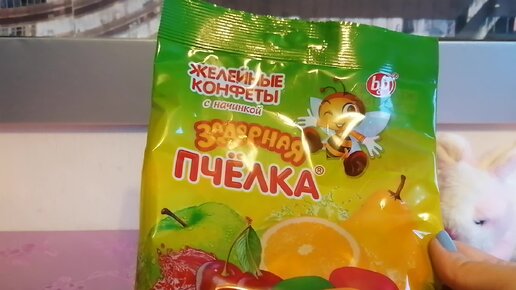 ЖЕЛЕЙНЫЕ
КОНФЕТЫ
с начинкой
ЗАДОРНАЯ
ПЧЁЛКА®